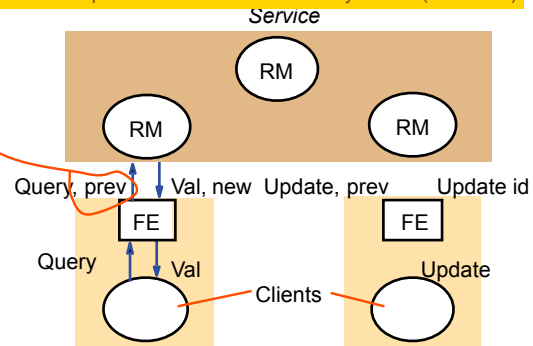 Service
RM
RM
RM
Query, prev
Val, new
Update, prev
Update id
FE
FE
Query
Val
Update
Clients